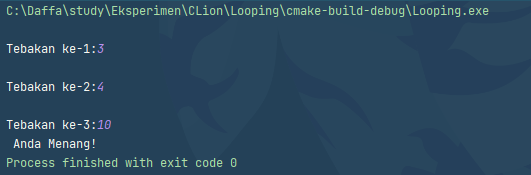 C:\Daffa\study\Eksperimen\CLion\Looping\cmake-build-debug\Looping.exe
Tebakan ke-1:3
Tebakan ke-2:4
Tebakan ke-3:10
Anda Menang!
Process finished with exit code 0